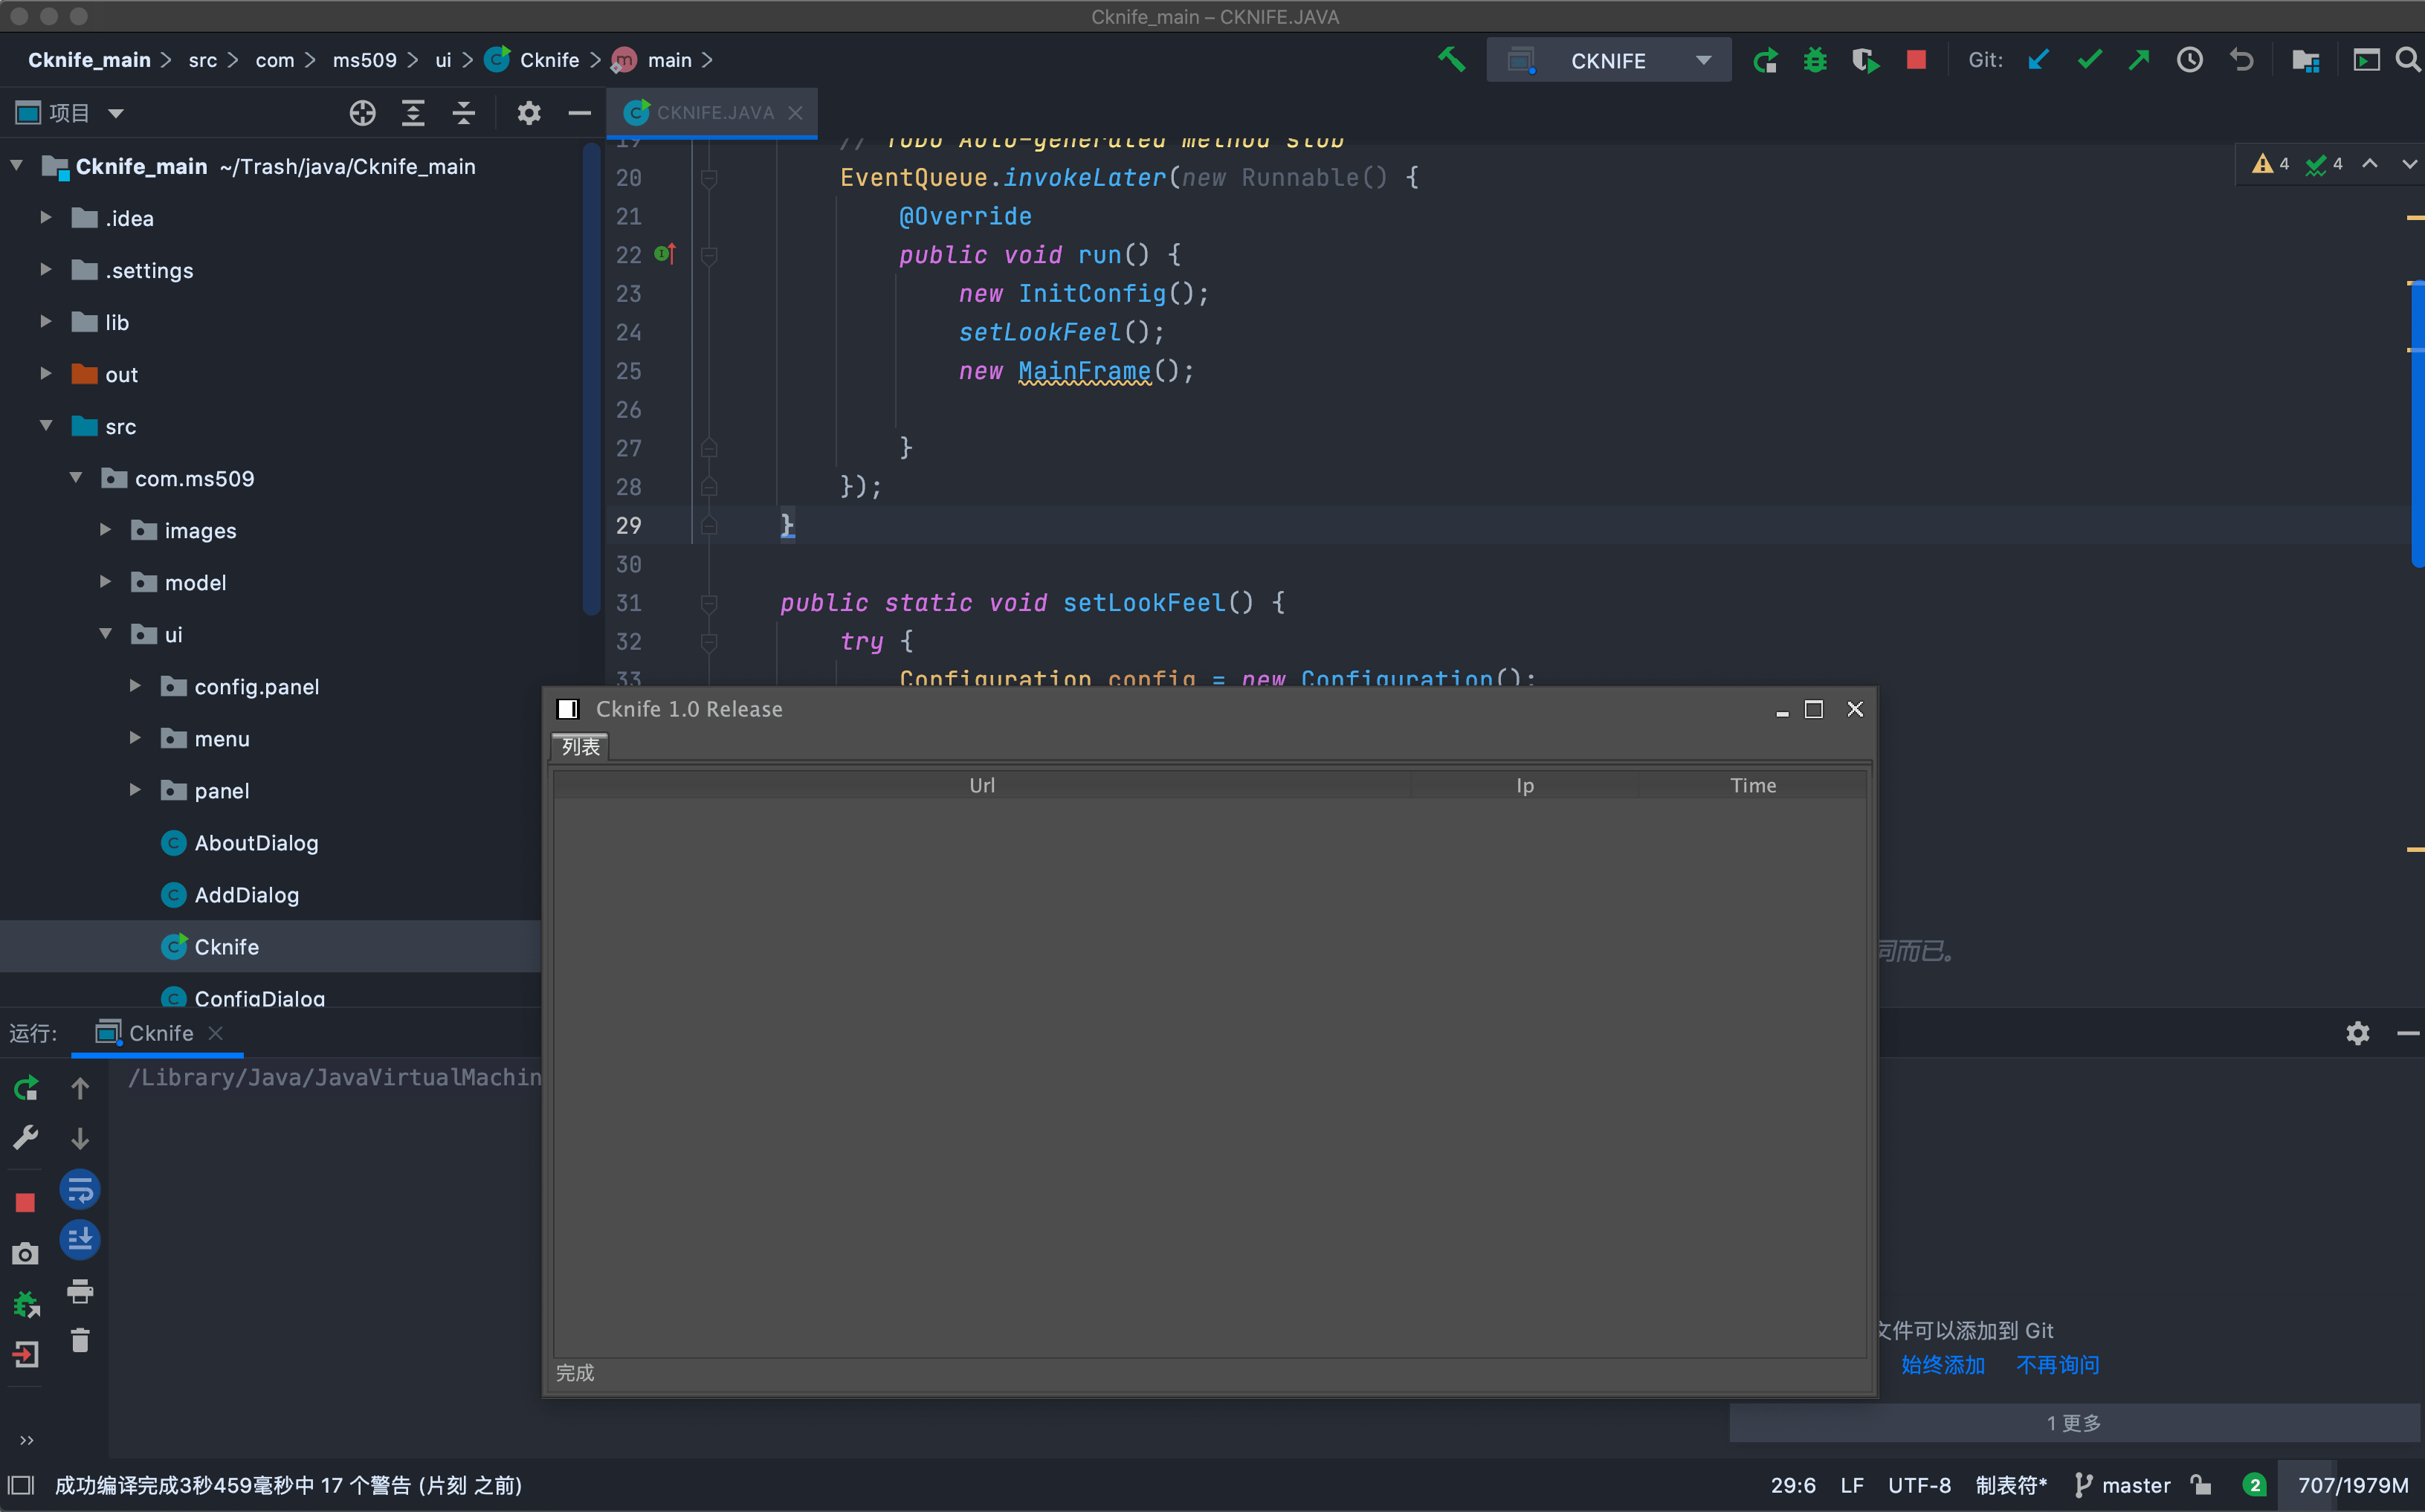 Cknife_main – CKNIFE.JAVA
Cknife_main src com ms509 ui Cknife main
CKNIFE
Git:
项目
CKNIFE.JAVA
Cknife_main ~/Trash/java/Cknife_main
.idea
.settings
lib
out
src
com.ms509
images
model
ui
config.panel
menu
panel
AboutDialog
AddDialog
Cknife
ConfigDialog
4 4
19 // TODO Auto-generated method stub
20 EventQueue.invokeLater(new Runnable() {
21 @Override
22 public void run() {
23 new InitConfig();
24 setLookFeel();
25 new MainFrame();
26
27 }
28 });
29 }
30
31 public static void setLookFeel() {
32 try {
33 Configuration config = new Configuration();
同而已。
Cknife 1.0 Release
列表
Url Ip Time
完成
运行: Cknife
/Library/Java/JavaVirtualMachin
文件可以添加到 Git
始终添加 不再询问
1 更多
成功编译完成3秒459毫秒中 17 个警告 (片刻 之前)
29:6 LF UTF-8 制表符* master 2 707/1979M